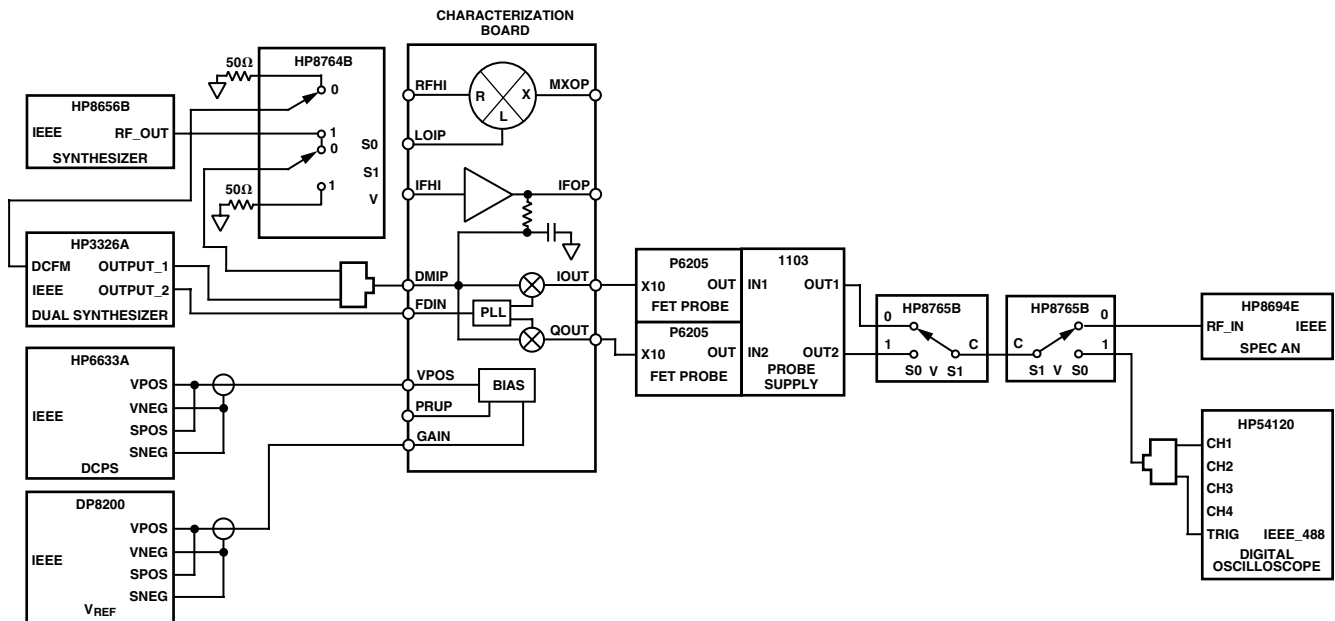 CHARACTERIZATION
BOARD
HP8764B
50Ω
0
1
0
S0
S1
50Ω
1
V
HP8656B
IEEE RF_OUT
SYNTHESIZER
HP3326A
DCFM OUTPUT_1
IEEE OUTPUT_2
DUAL SYNTHESIZER
HP6633A
VPOS
IEEE VNEG
SPOS
SNEG
DCPS
DP8200
VPOS
IEEE VNEG
SPOS
SNEG
VREF
RFHI R X MXOP
L
LOIP
IFHI IFOP
DMIP IOUT
FDIN PLL
QOUT
VPOS BIAS
PRUP
GAIN
P6205 1103
X10 OUT IN1 OUT1
FET PROBE
P6205
X10 OUT IN2 OUT2
FET PROBE PROBE
SUPPLY
HP8765B
0
1 C
S0 V S1
HP8765B
0
C 1
S1 V S0
HP8694E
RF_IN IEEE
SPEC AN
HP54120
CH1
CH2
CH3
CH4
TRIG IEEE_488
DIGITAL
OSCILLOSCOPE